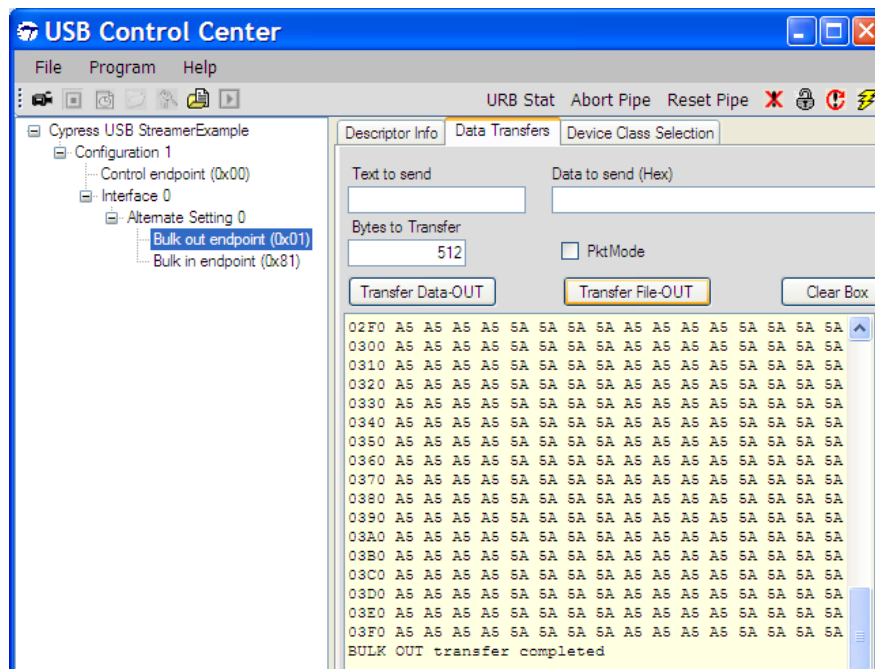 USB Control Center
File Program Help
URB Stat Abort Pipe Reset Pipe
Cypress USB StreamerExample
Configuration 1
Control endpoint (0x00)
Interface 0
Alternate Setting 0
Bulk out endpoint (0x01)
Bulk in endpoint (0x81)
Descriptor Info Data Transfers Device Class Selection
Text to send Data to send (Hex)
Bytes to Transfer
512 PktMode
Transfer Data-OUT Transfer File-OUT Clear Box
02F0 A5 A5 A5 A5 5A 5A 5A 5A A5 A5 A5 A5 5A 5A 5A 5A
0300 A5 A5 A5 A5 5A 5A 5A 5A A5 A5 A5 A5 5A 5A 5A 5A
0310 A5 A5 A5 A5 5A 5A 5A 5A A5 A5 A5 A5 5A 5A 5A 5A
0320 A5 A5 A5 A5 5A 5A 5A 5A A5 A5 A5 A5 5A 5A 5A 5A
0330 A5 A5 A5 A5 5A 5A 5A 5A A5 A5 A5 A5 5A 5A 5A 5A
0340 A5 A5 A5 A5 5A 5A 5A 5A A5 A5 A5 A5 5A 5A 5A 5A
0350 A5 A5 A5 A5 5A 5A 5A 5A A5 A5 A5 A5 5A 5A 5A 5A
0360 A5 A5 A5 A5 5A 5A 5A 5A A5 A5 A5 A5 5A 5A 5A 5A
0370 A5 A5 A5 A5 5A 5A 5A 5A A5 A5 A5 A5 5A 5A 5A 5A
0380 A5 A5 A5 A5 5A 5A 5A 5A A5 A5 A5 A5 5A 5A 5A 5A
0390 A5 A5 A5 A5 5A 5A 5A 5A A5 A5 A5 A5 5A 5A 5A 5A
03A0 A5 A5 A5 A5 5A 5A 5A 5A A5 A5 A5 A5 5A 5A 5A 5A
03B0 A5 A5 A5 A5 5A 5A 5A 5A A5 A5 A5 A5 5A 5A 5A 5A
03C0 A5 A5 A5 A5 5A 5A 5A 5A A5 A5 A5 A5 5A 5A 5A 5A
03D0 A5 A5 A5 A5 5A 5A 5A 5A A5 A5 A5 A5 5A 5A 5A 5A
03E0 A5 A5 A5 A5 5A 5A 5A 5A A5 A5 A5 A5 5A 5A 5A 5A
03F0 A5 A5 A5 A5 5A 5A 5A 5A A5 A5 A5 A5 5A 5A 5A 5A
BULK OUT transfer completed